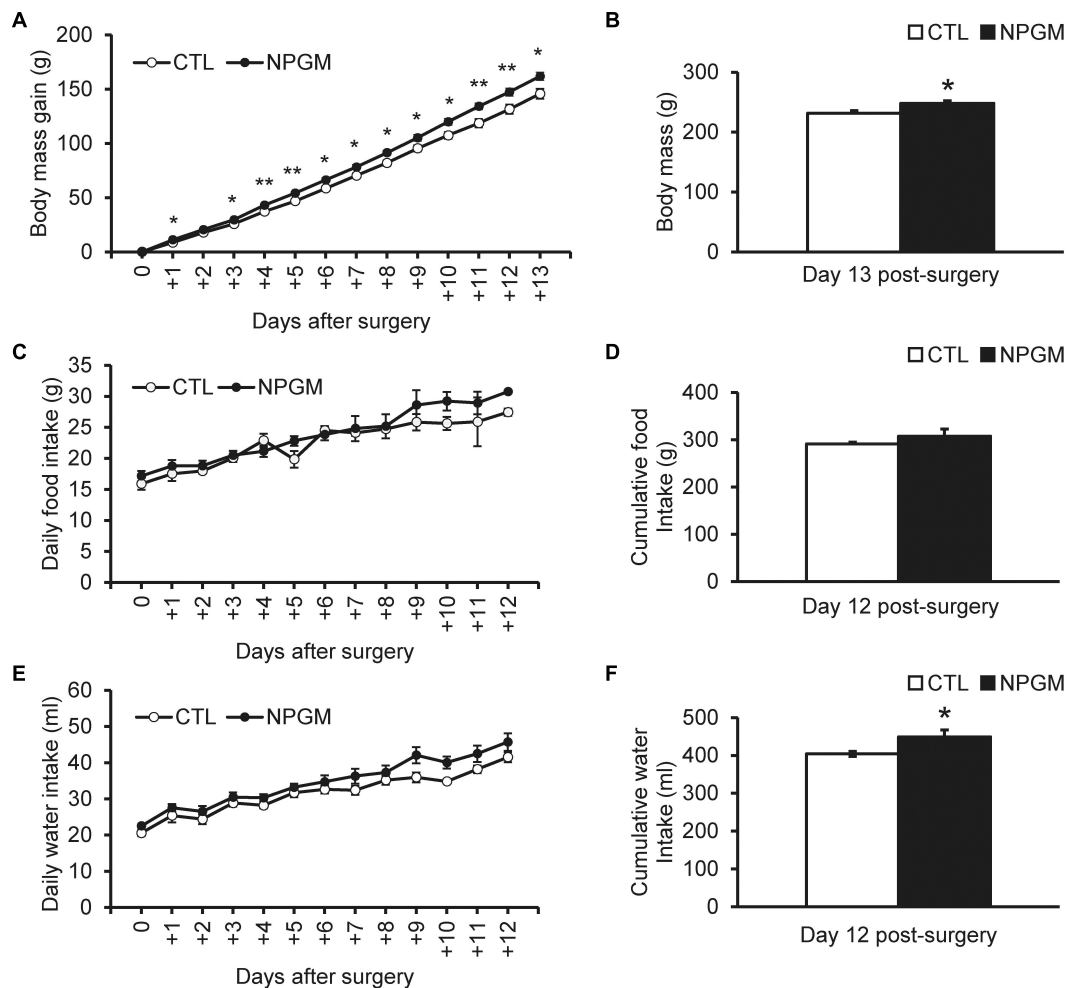 A
Body mass gain (g)
200
150
100
50
0
CTL NPGM
* * ** ** * * * * * ** ** *
0 +1 +2 +3 +4 +5 +6 +7 +8 +9 +10 +11 +12 +13
Days after surgery
B
CTL NPGM
Body mass (g)
300
200
100
0
*
Day 13 post-surgery
C
Daily food intake (g)
35
30
25
20
15
10
5
0
CTL NPGM
0 +1 +2 +3 +4 +5 +6 +7 +8 +9 +10 +11 +12
Days after surgery
D
CTL NPGM
Cumulative food
Intake (g)
400
300
200
100
0
Day 12 post-surgery
E
Daily water intake (ml)
60
50
40
30
20
10
0
CTL NPGM
0 +1 +2 +3 +4 +5 +6 +7 +8 +9 +10 +11 +12
Days after surgery
F
CTL NPGM
Cumulative water
Intake (ml)
500
400
300
200
100
0
*
Day 12 post-surgery